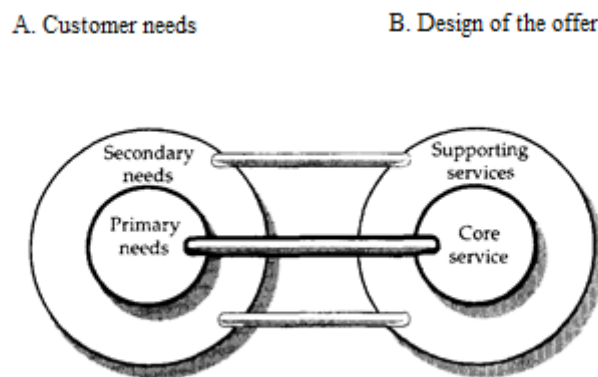 A. Customer needs
B. Design of the offer
Secondary
needs
Primary
needs
Supporting
services
Core
service